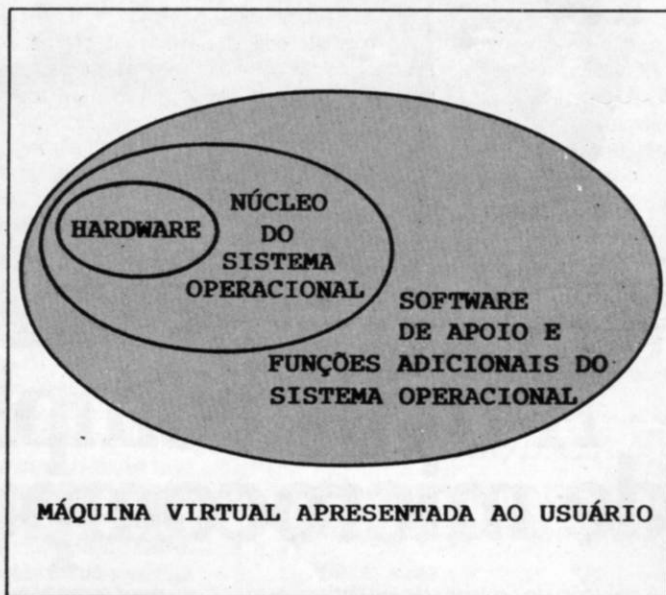 HARDWARE
NÚCLEO
DO
SISTEMA
OPERACIONAL
SOFTWARE
DE APOIO E
FUNÇÕES ADICIONAIS DO
SISTEMA OPERACIONAL
MÁQUINA VIRTUAL APRESENTADA AO USUÁRIO